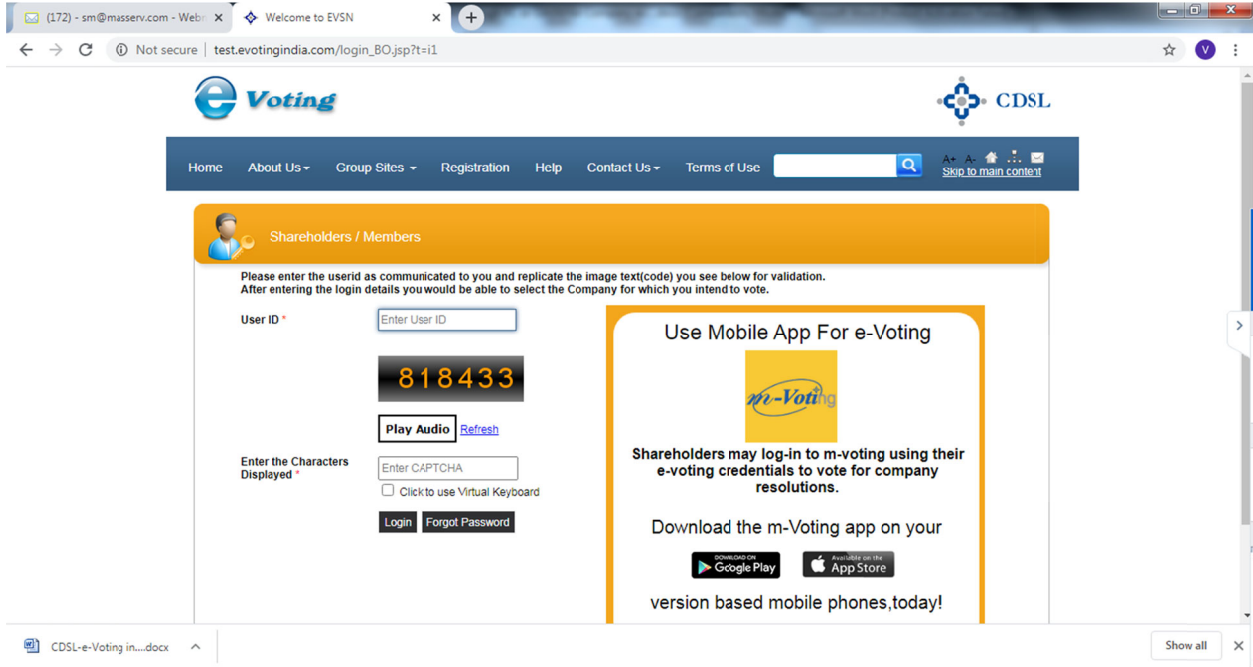 (172) - sm@masserv.com - Webm
Welcome to EVSN
Not secure | test.evotingindia.com/login_BO.jsp?t=i1
V
e Voting
CDSL
Home About Us Group Sites Registration Help Contact Us Terms of Use
A+ A-
Skip to main content
Shareholders / Members
Please enter the userid as communicated to you and replicate the image text(code) you see below for validation.
After entering the login details you would be able to select the Company for which you intend to vote.
User ID *
Enter User ID
818433
Play Audio Refresh
Enter the Characters
Displayed *
Enter CAPTCHA
Click to use Virtual Keyboard
Login Forgot Password
Use Mobile App For e-Voting
m-Voting
Shareholders may log-in to m-voting using their
e-voting credentials to vote for company
resolutions.
Download the m-Voting app on your
DOWNLOAD ON
Google Play
Available on the
App Store
version based mobile phones,today!
CDSL-e-Voting in....docx
Show all